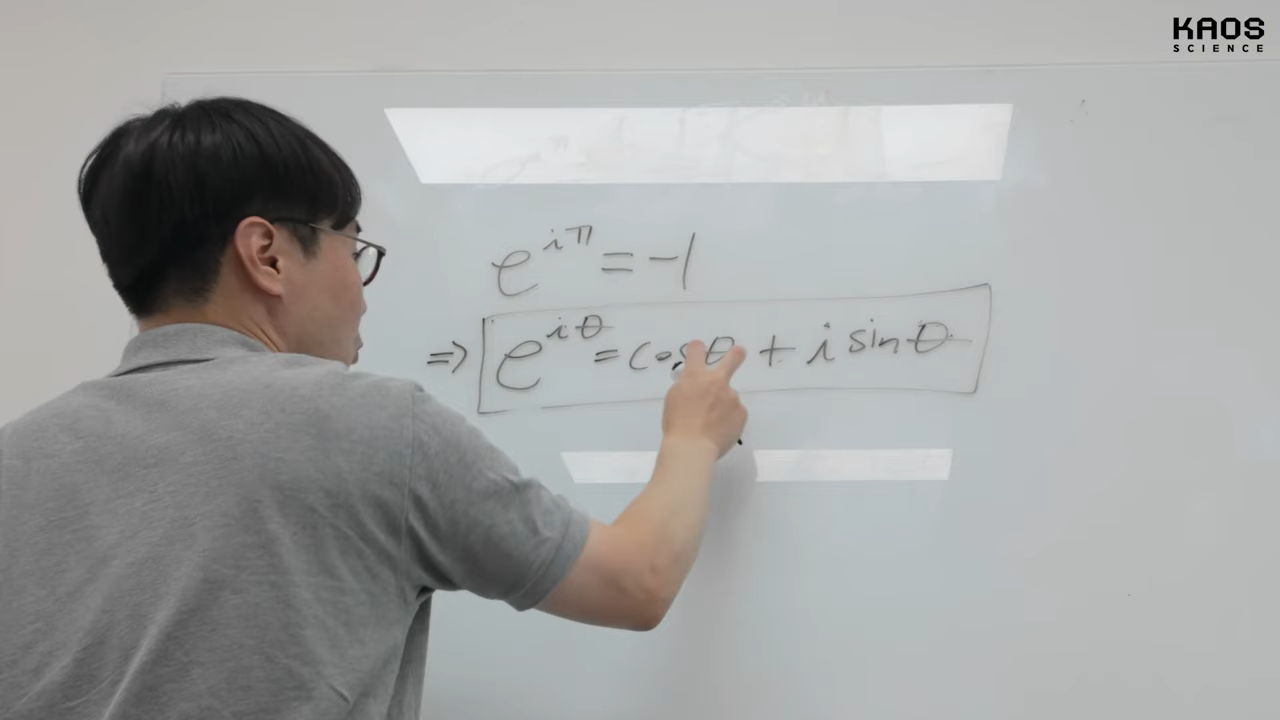 KAOS
SCIENCE
e^{iπ} = -1
⇒ e^{iθ} = cosθ + i sinθ